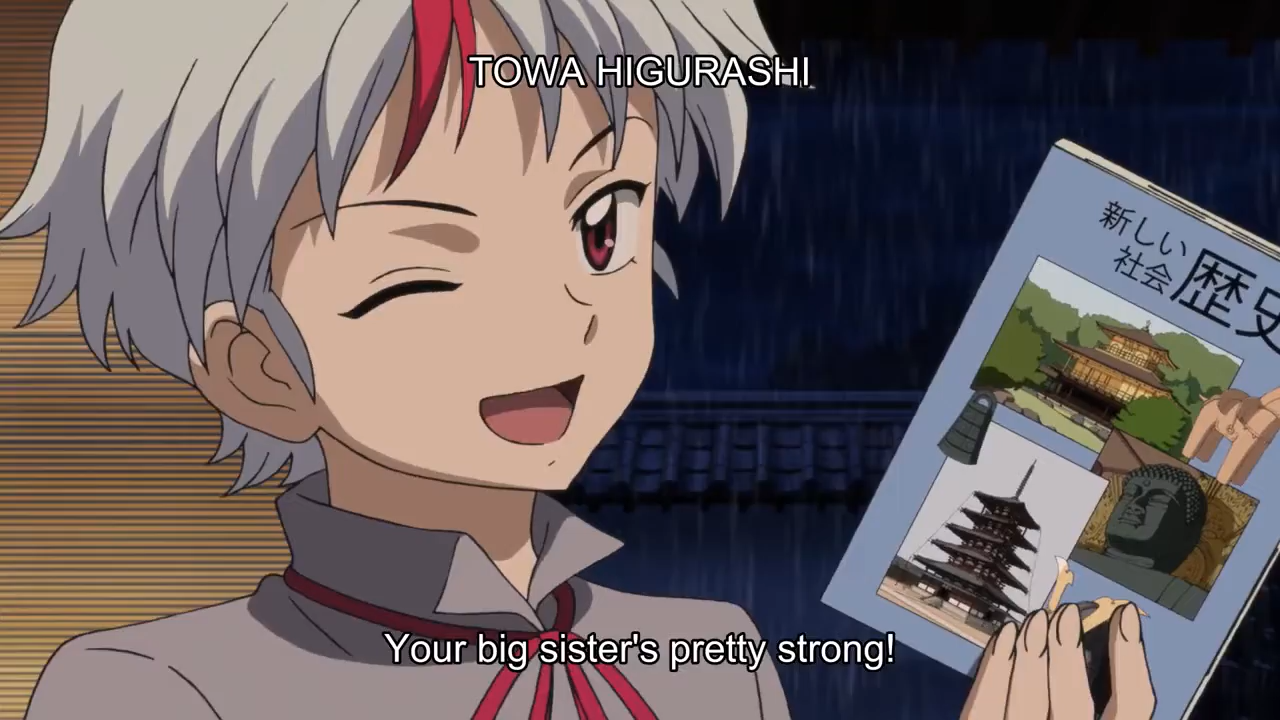 TOWA HIGURASHI
新しい
社会 歴史
Your big sister's pretty strong!